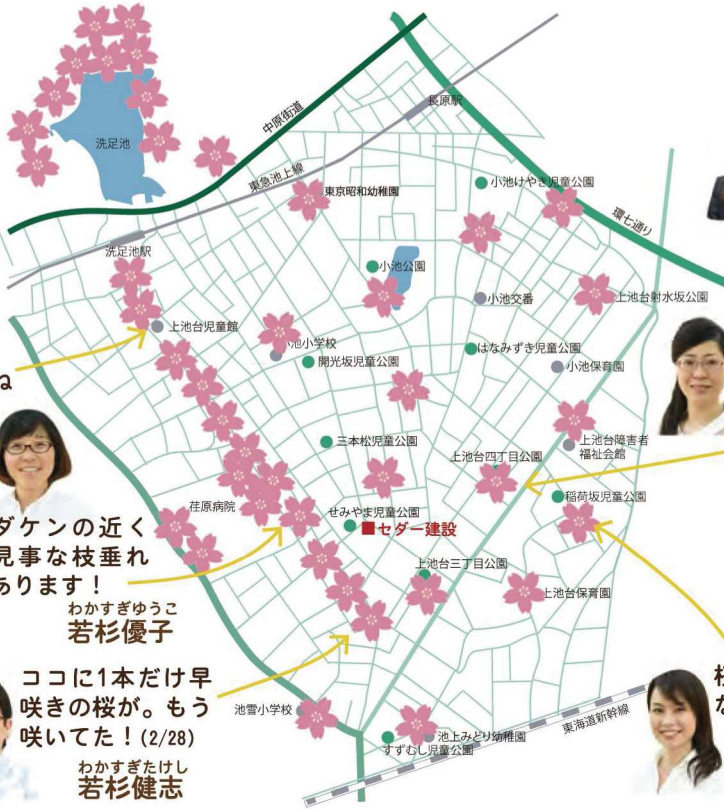 洗足池
中原街道
長原駅
東急池上線
東京昭和幼稚園
小池けやき児童公園
環七通り
洗足池駅
小池公園
上池台児童館
小池交番
上池台射水坂公園
池小学校
はなみずき児童公園
開光坂児童公園
小池保育園
ね
三本松児童公園
上池台四丁目公園
上池台障害者
福祉会館
荏原病院
稲荷坂児童公園
せみやま児童公園
セダー建設
ダケンの近く
見事な枝垂れ
あります！
わかすぎゆうこ
若杉優子
上池台三丁目公園
上池台保育園
ココに1本だけ早
咲きの桜が。もう
咲いてた！(2/28)
わかすぎたけし
若杉健志
池雪小学校
池上みどり幼稚園
すずむし児童公園
東海道新幹線
な